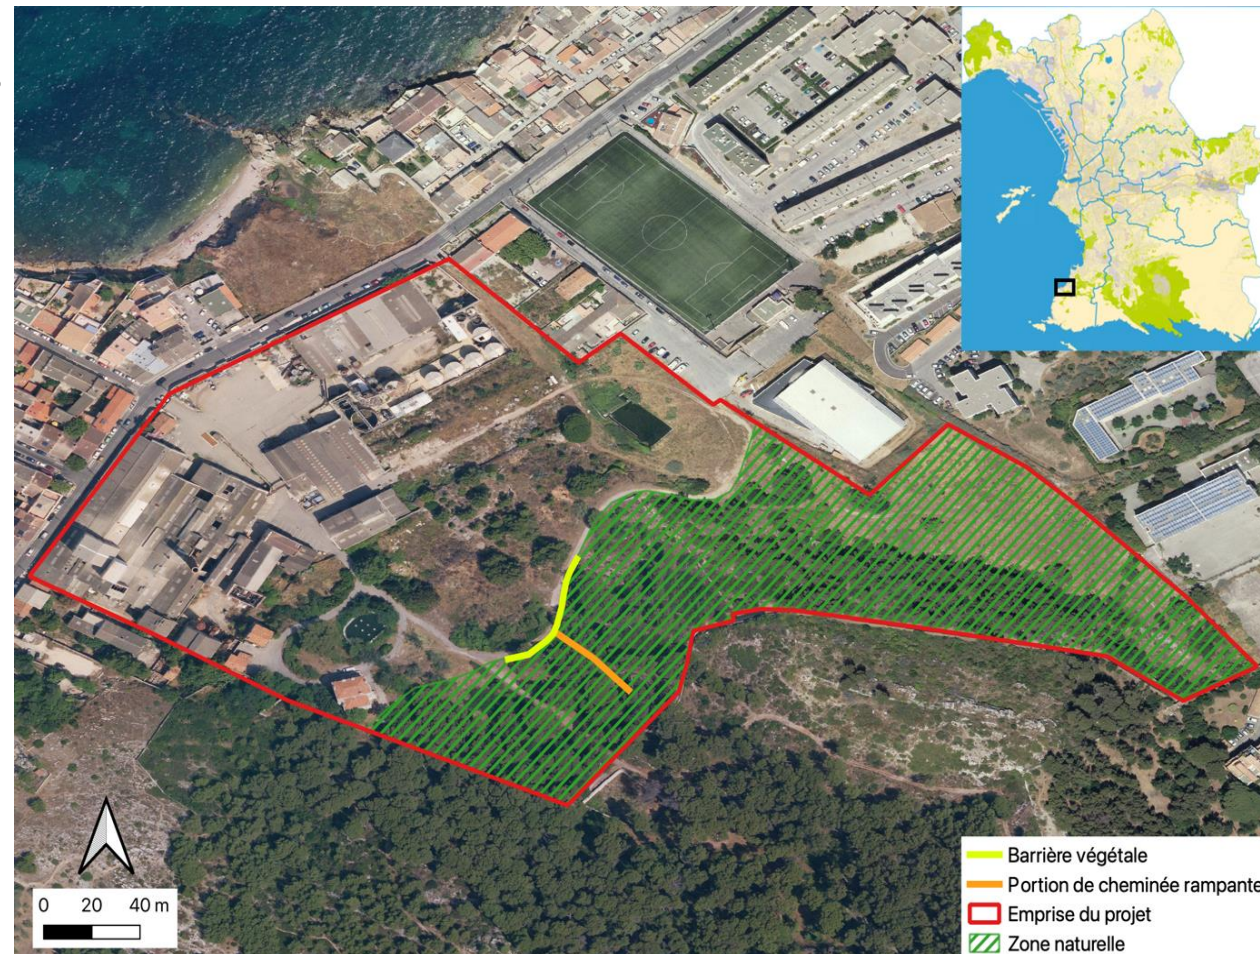 0 20 40 m
Barrière végétale
Portion de cheminée rampante
Emprise du projet
Zone naturelle